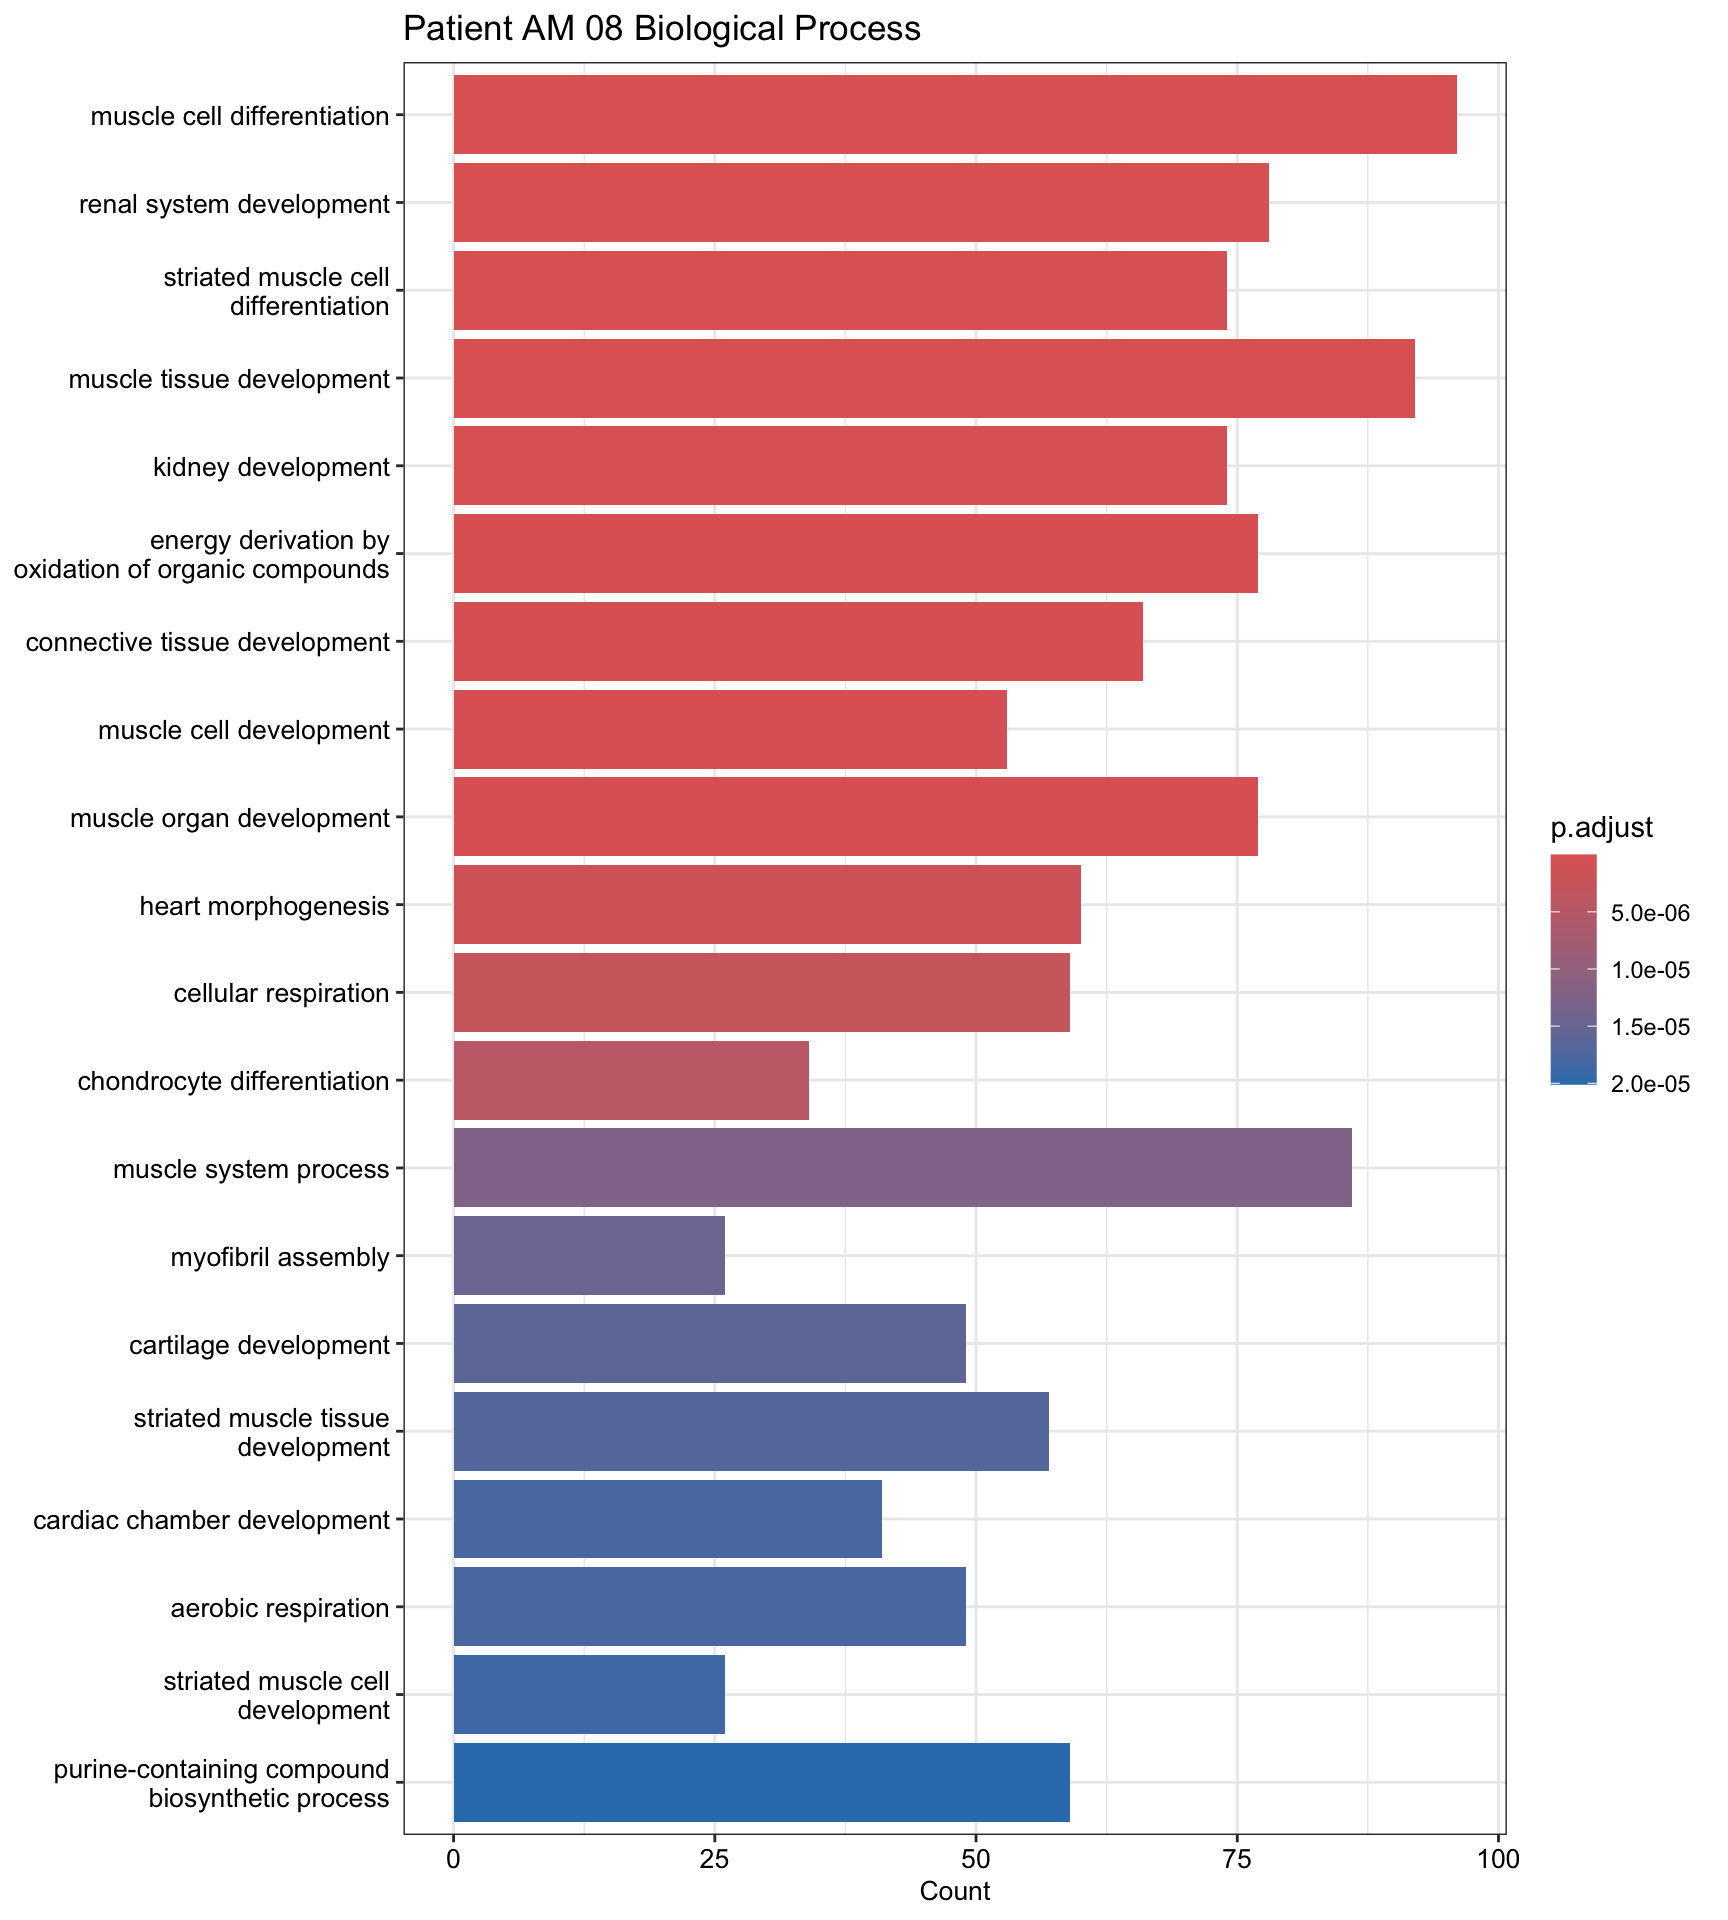 Patient AM 08 Biological Process
muscle cell differentiation
renal system development
striated muscle cell
differentiation
muscle tissue development
kidney development
energy derivation by
oxidation of organic compounds
connective tissue development
muscle cell development
muscle organ development
heart morphogenesis
cellular respiration
chondrocyte differentiation
muscle system process
myofibril assembly
cartilage development
striated muscle tissue
development
cardiac chamber development
aerobic respiration
striated muscle cell
development
purine-containing compound
biosynthetic process
0 25 50 75 100
Count
p.adjust
5.0e-06
1.0e-05
1.5e-05
2.0e-05